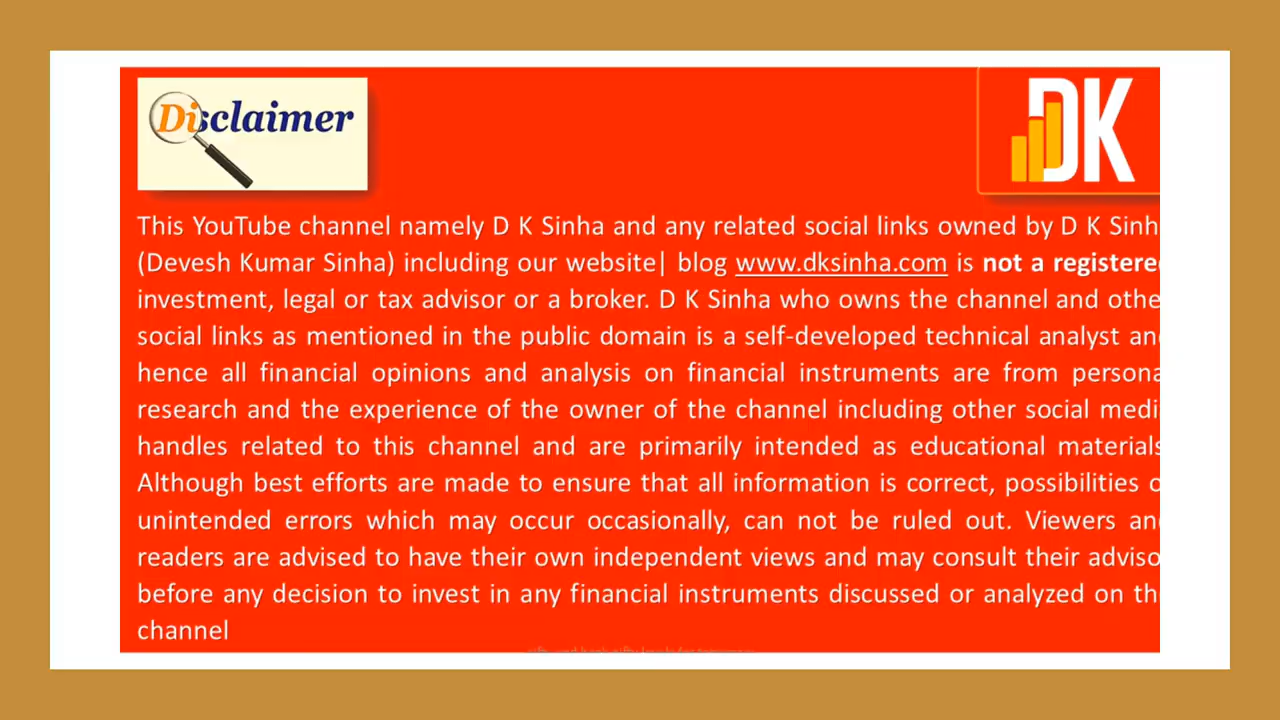 Disclaimer
DK
This YouTube channel namely D K Sinha and any related social links owned by D K Sinh
(Devesh Kumar Sinha) including our website| blog www.dksinha.com is not a registere
investment, legal or tax advisor or a broker. D K Sinha who owns the channel and othe
social links as mentioned in the public domain is a self-developed technical analyst an
hence all financial opinions and analysis on financial instruments are from persona
research and the experience of the owner of the channel including other social medi
handles related to this channel and are primarily intended as educational materials
Although best efforts are made to ensure that all information is correct, possibilities o
unintended errors which may occur occasionally, can not be ruled out. Viewers an
readers are advised to have their own independent views and may consult their adviso
before any decision to invest in any financial instruments discussed or analyzed on th
channel